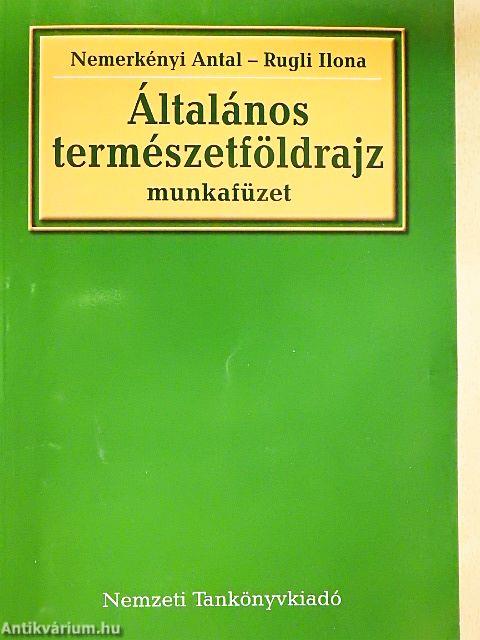 Nemerkényi Antal – Rugli Ilona
Általános
természetföldrajz
munkafüzet
Nemzeti Tankönyvkiadó
Antikvárium.hu